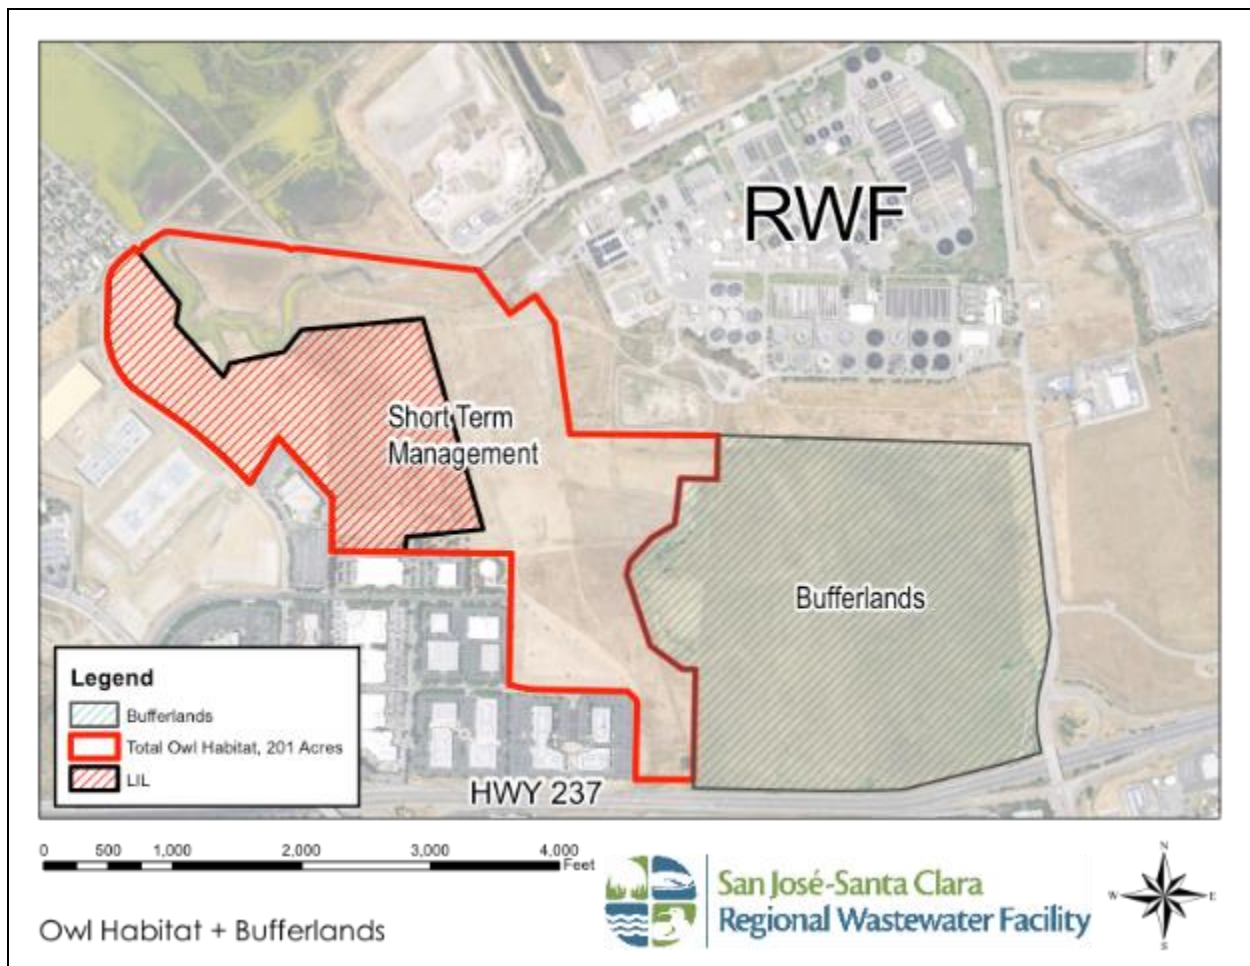 RWF
Short Term
Management
Bufferlands
HWY 237
Legend
Bufferlands
Total Owl Habitat, 201 Acres
LIL
0 500 1,000 2,000 3,000 4,000
Feet
Owl Habitat + Bufferlands
San José-Santa Clara
Regional Wastewater Facility
N
W E
S